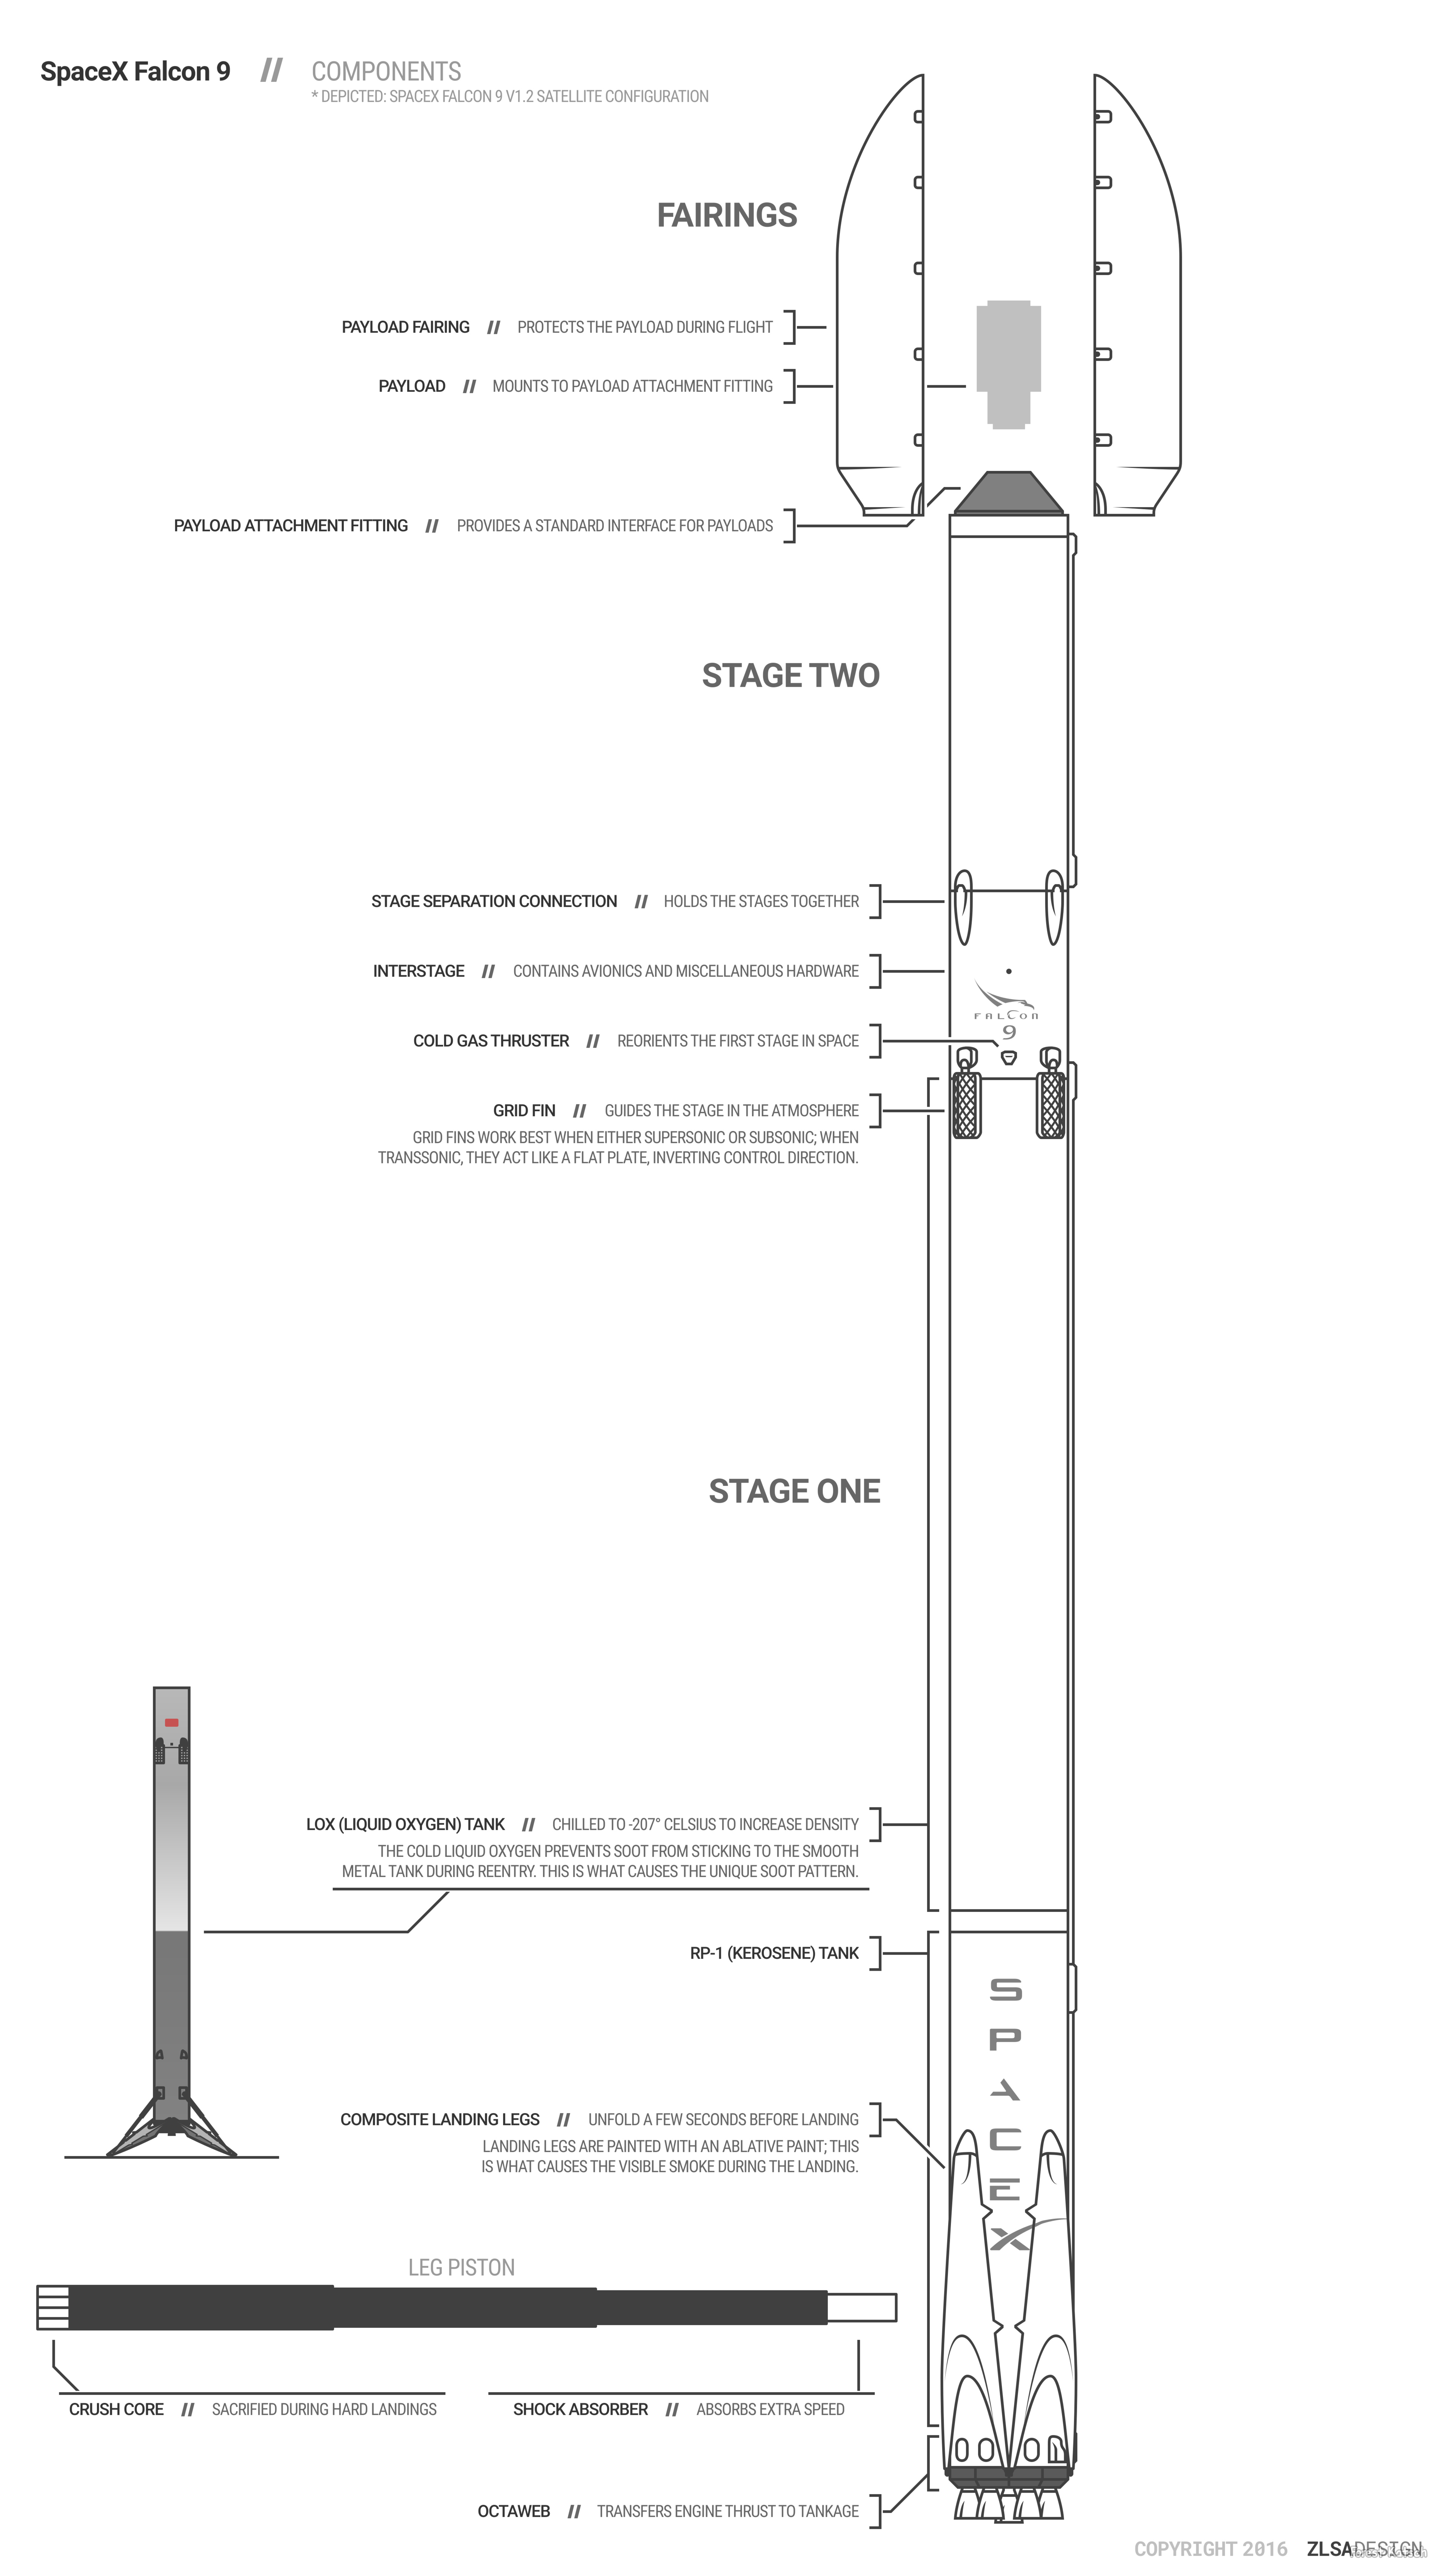 SpaceX Falcon 9 // COMPONENTS
* DEPICTED: SPACEX FALCON 9 V1.2 SATELLITE CONFIGURATION
FAIRINGS
PAYLOAD FAIRING // PROTECTS THE PAYLOAD DURING FLIGHT
PAYLOAD // MOUNTS TO PAYLOAD ATTACHMENT FITTING
PAYLOAD ATTACHMENT FITTING // PROVIDES A STANDARD INTERFACE FOR PAYLOADS
STAGE TWO
STAGE SEPARATION CONNECTION // HOLDS THE STAGES TOGETHER
INTERSTAGE // CONTAINS AVIONICS AND MISCELLANEOUS HARDWARE
FALCON
9
COLD GAS THRUSTER // REORIENTS THE FIRST STAGE IN SPACE
GRID FIN // GUIDES THE STAGE IN THE ATMOSPHERE
GRID FINS WORK BEST WHEN EITHER SUPERSONIC OR SUBSONIC; WHEN
TRANSSONIC, THEY ACT LIKE A FLAT PLATE, INVERTING CONTROL DIRECTION.
STAGE ONE
LOX (LIQUID OXYGEN) TANK // CHILLED TO -207° CELSIUS TO INCREASE DENSITY
THE COLD LIQUID OXYGEN PREVENTS SOOT FROM STICKING TO THE SMOOTH
METAL TANK DURING REENTRY. THIS IS WHAT CAUSES THE UNIQUE SOOT PATTERN.
RP-1 (KEROSENE) TANK
SPACEX
COMPOSITE LANDING LEGS // UNFOLD A FEW SECONDS BEFORE LANDING
LANDING LEGS ARE PAINTED WITH AN ABLATIVE PAINT; THIS
IS WHAT CAUSES THE VISIBLE SMOKE DURING THE LANDING.
LEG PISTON
CRUSH CORE // SACRIFIED DURING HARD LANDINGS
SHOCK ABSORBER // ABSORBS EXTRA SPEED
OCTAWEB // TRANSFERS ENGINE THRUST TO TANKAGE
COPYRIGHT 2016 ZLSADESIGN